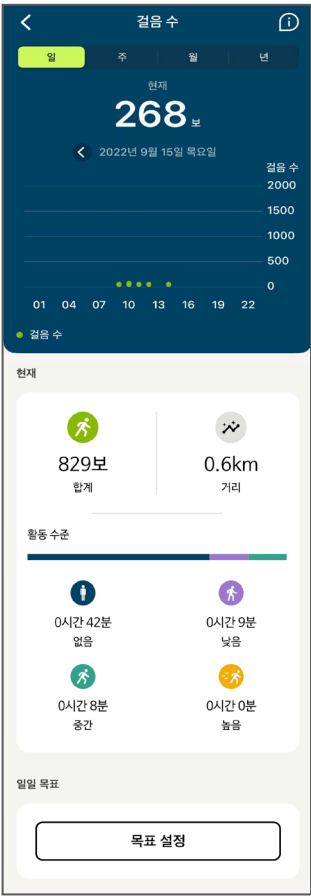 걸음 수
일 주 월 년
현재
268 보
2022년 9월 15일 목요일
걸음 수
2000
1500
1000
500
0
01 04 07 10 13 16 19 22
걸음 수
현재
829보 0.6km
합계 거리
활동 수준
0시간 42분 0시간 9분
없음 낮음
0시간 8분 0시간 0분
중간 높음
일일 목표
목표 설정